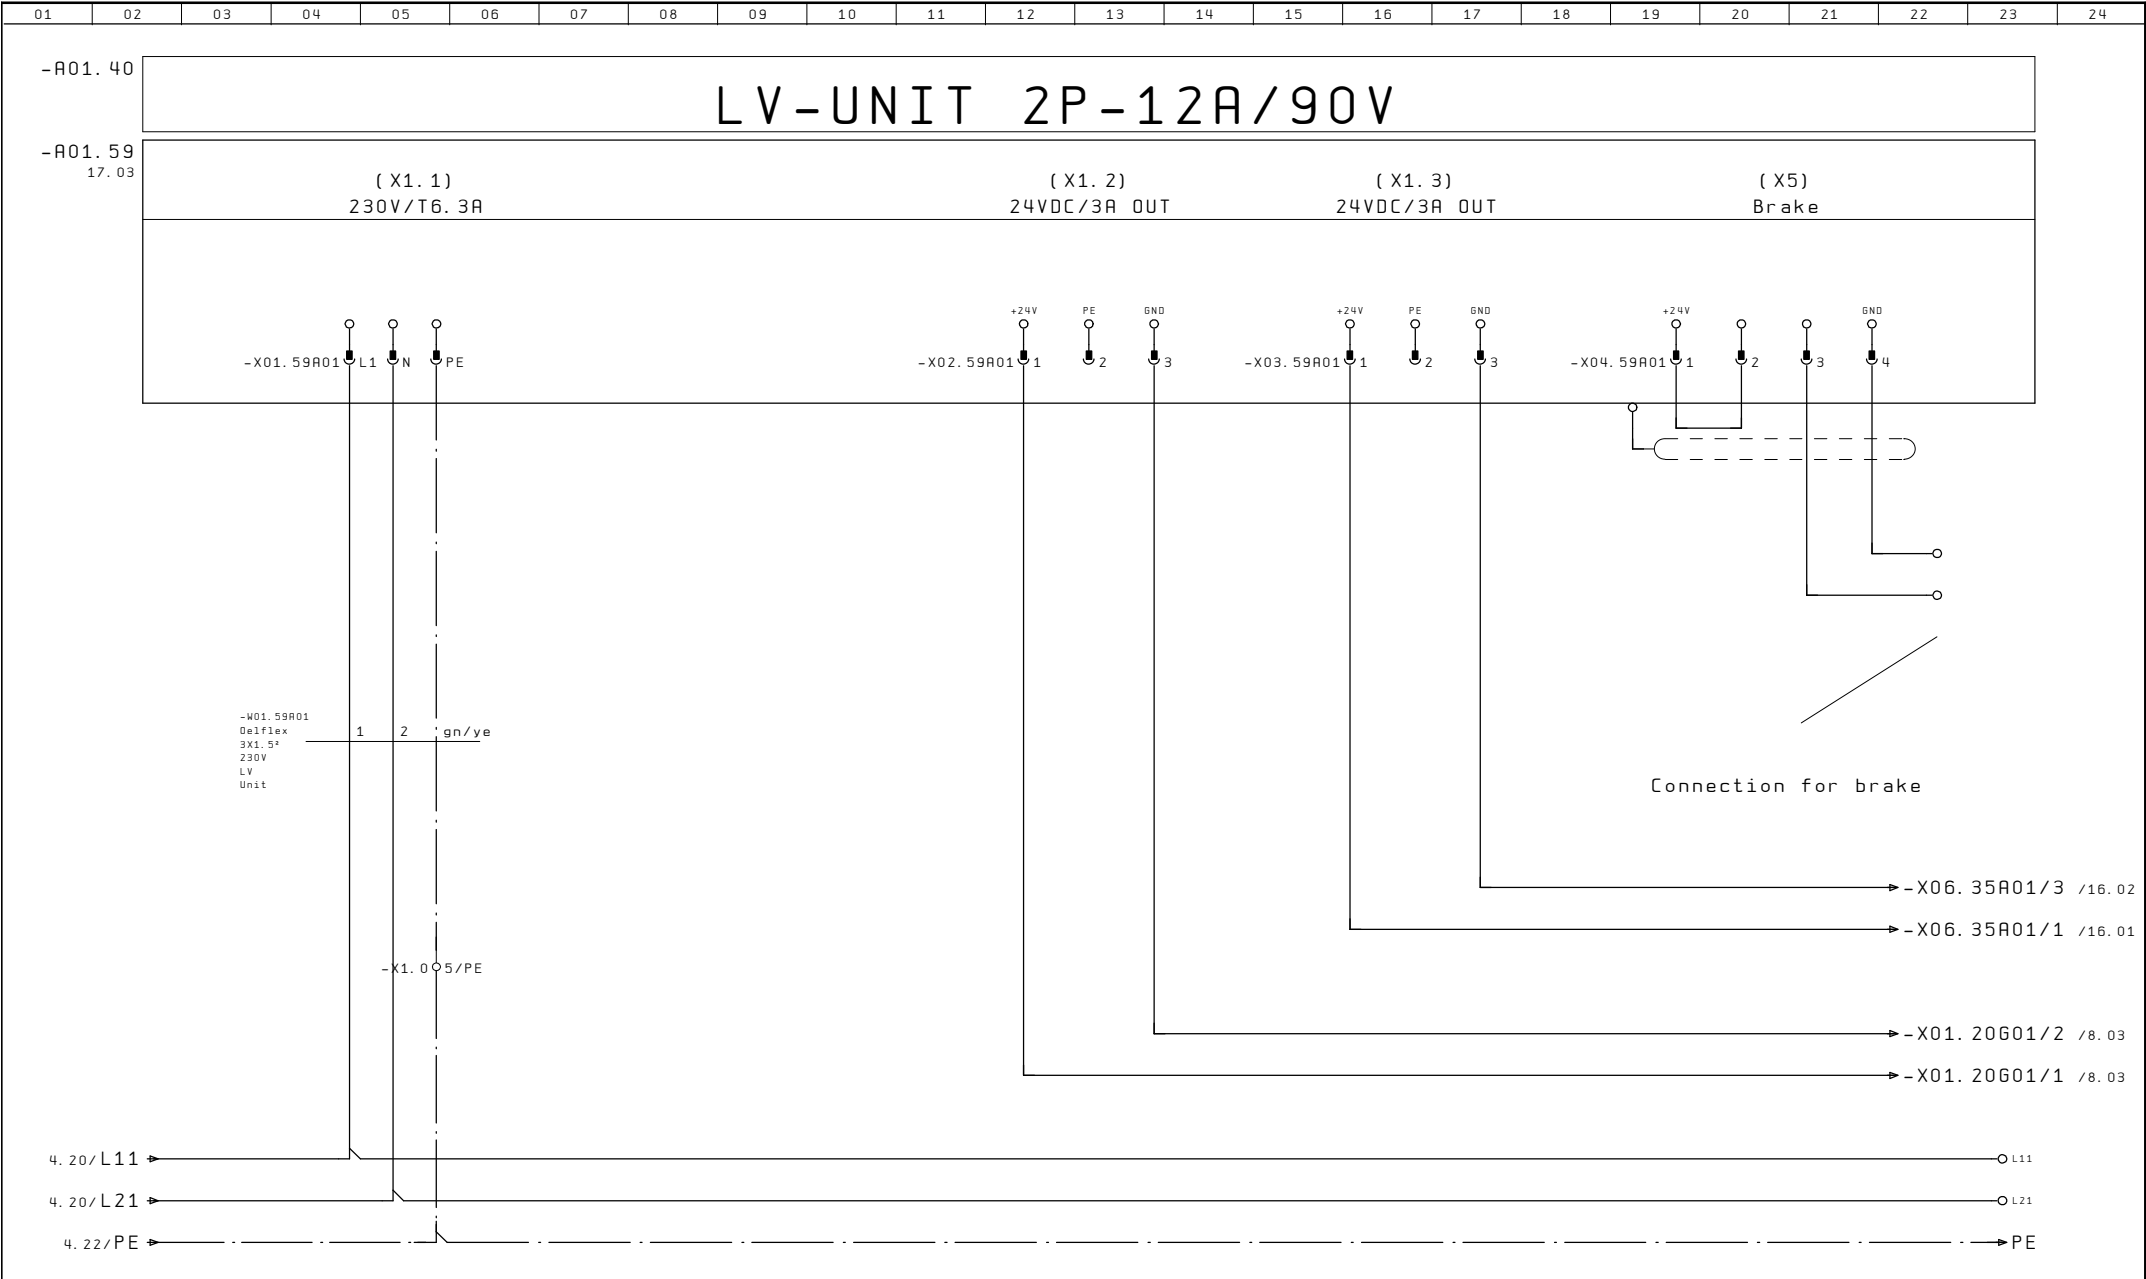 01 02 03 04 05 06 07 08 09 10 11 12 13 14 15 16 17 18 19 20 21 22 23 24
-A01.40
LV-UNIT 2P-12A/90V
-A01.59
17.03
(X1.1) (X1.2) (X1.3) (X5)
230V/T6.3A 24VDC/3A OUT 24VDC/3A OUT Brake
+24V PE GND +24V PE GND +24V GND
-X01.59A01 L1 N PE -X02.59A01 1 2 3 -X03.59A01 1 2 3 -X04.59A01 1 2 3 4
-W01.59A01
Oelflex
3X1.5²
230V
LV
Unit
1 2 gn/ye
Connection for brake
-X06.35A01/3 /16.02
-X06.35A01/1 /16.01
-X1.0 5/PE
-X01.20G01/2 /8.03
-X01.20G01/1 /8.03
4.20/L11 L11
4.20/L21 L21
4.22/PE PE